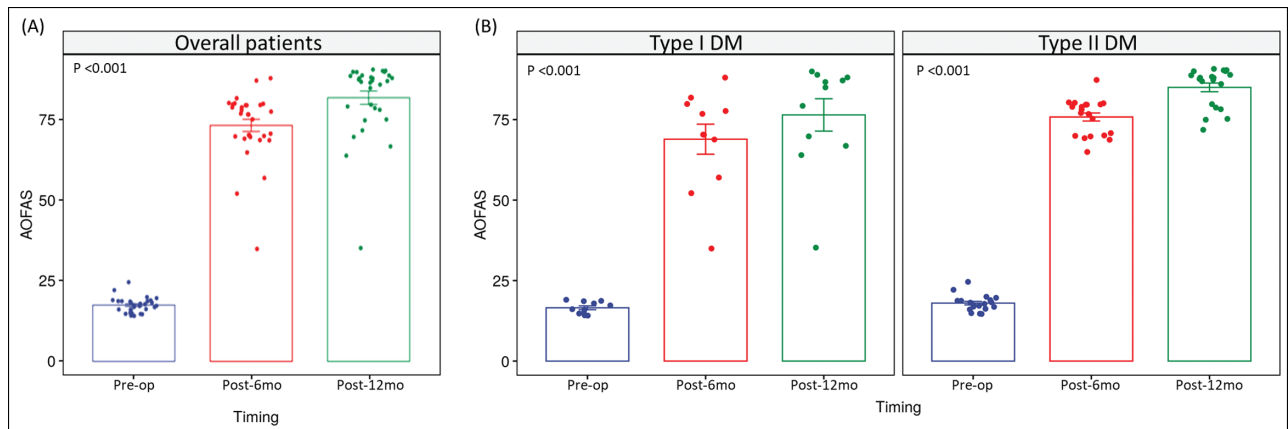 (A)
Overall patients
P <0.001
AOFAS
75
50
25
0
Pre-op Post-6mo Post-12mo
Timing
(B)
Type I DM Type II DM
P <0.001 P <0.001
AOFAS
75
50
25
0
Pre-op Post-6mo Post-12mo Pre-op Post-6mo Post-12mo
Timing